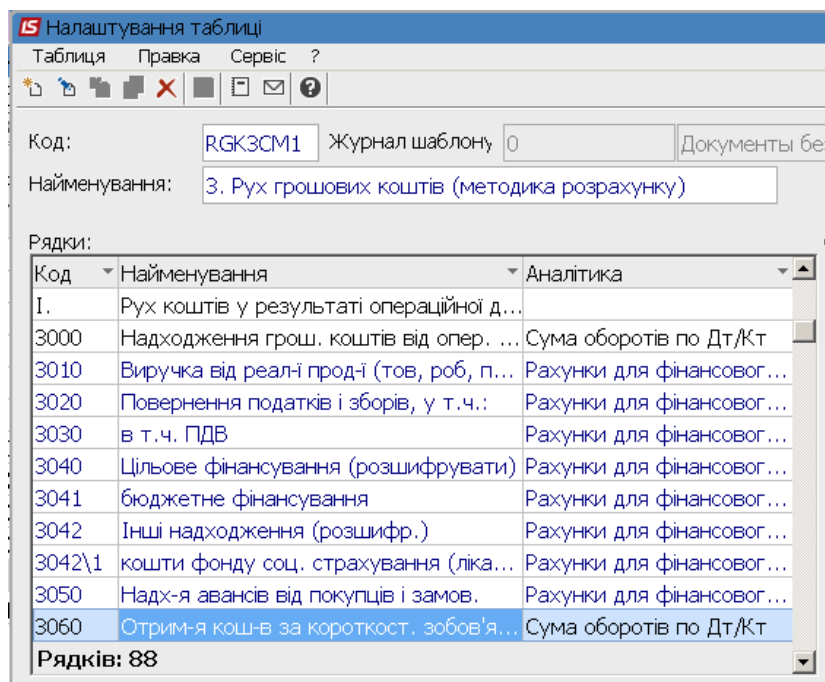 IS Налаштування таблиці
Таблиця Правка Сервіс ?
Код: RGK3CM1 Журнал шаблону 0 Документы бе
Найменування: 3. Рух грошових коштів (методика розрахунку)
Рядки:
Код Найменування Аналітика
I. Рух коштів у результаті операційної д...
3000 Надходження грош. коштів від опер. ... Сума оборотів по Дт/Кт
3010 Виручка від реал-ї прод-ї (тов, роб, п... Рахунки для фінансовог...
3020 Повернення податків і зборів, у т.ч.: Рахунки для фінансовог...
3030 в т.ч. ПДВ Рахунки для фінансовог...
3040 Цільове фінансування (розшифрувати) Рахунки для фінансовог...
3041 бюджетне фінансування Рахунки для фінансовог...
3042 Інші надходження (розшифр.) Рахунки для фінансовог...
3042\1 кошти фонду соц. страхування (ліка... Рахунки для фінансовог...
3050 Надх-я авансів від покупців і замов. Рахунки для фінансовог...
3060 Отрим-я кош-в за короткост. зобов'я... Сума оборотів по Дт/Кт
Рядків: 88